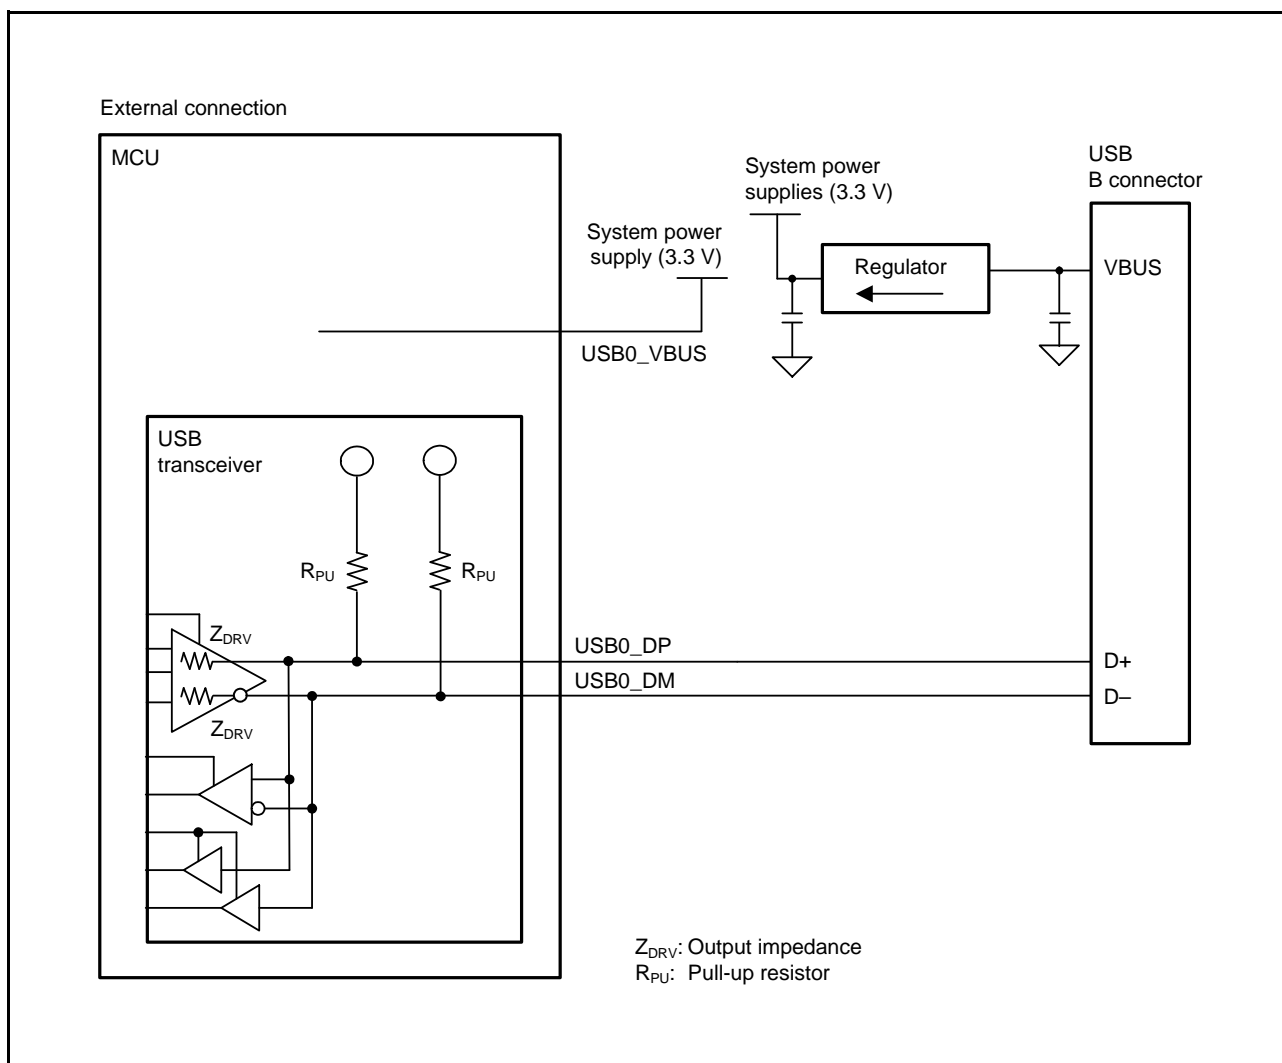 External connection
MCU
USB
B connector
System power
supplies (3.3 V)
System power
supply (3.3 V)
Regulator
VBUS
USB0_VBUS
USB
transceiver
RPU
RPU
ZDRV
USB0_DP
D+
USB0_DM
D–
ZDRV
ZDRV: Output impedance
RPU: Pull-up resistor